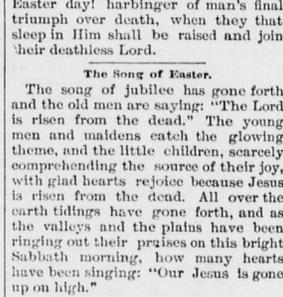 Easter day! harbinger of man's final
triumph over death, when they that
sleep in Him shall be raised and join
their deathless Lord.
The Song of Easter.
The song of jubilee has gone forth
and the old men are saying: "The Lord
is risen from the dead." The young
men and maidens catch the glowing
theme, and the little children, scarcely
comprehending the source of their joy,
with glad hearts rejoice because Jesus
is risen from the dead. All over the
earth tidings have gone forth, and as
the valleys and the plains have been
ringing out their praises on this bright
Sabbath morning, how many hearts
have been singing: "Our Jesus is gone
up on high."